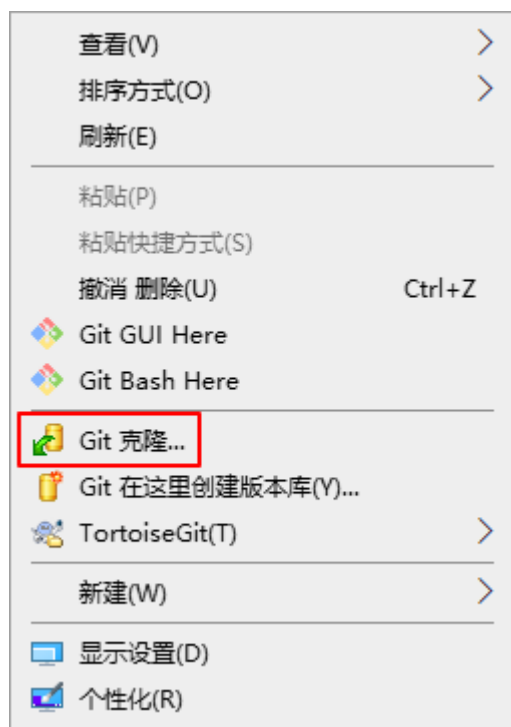 查看(V)
排序方式(O)
刷新(E)
粘贴(P)
粘贴快捷方式(S)
撤消 删除(U) Ctrl+Z
Git GUI Here
Git Bash Here
Git 克隆...
Git 在这里创建版本库(Y)...
TortoiseGit(T)
新建(W)
显示设置(D)
个性化(R)